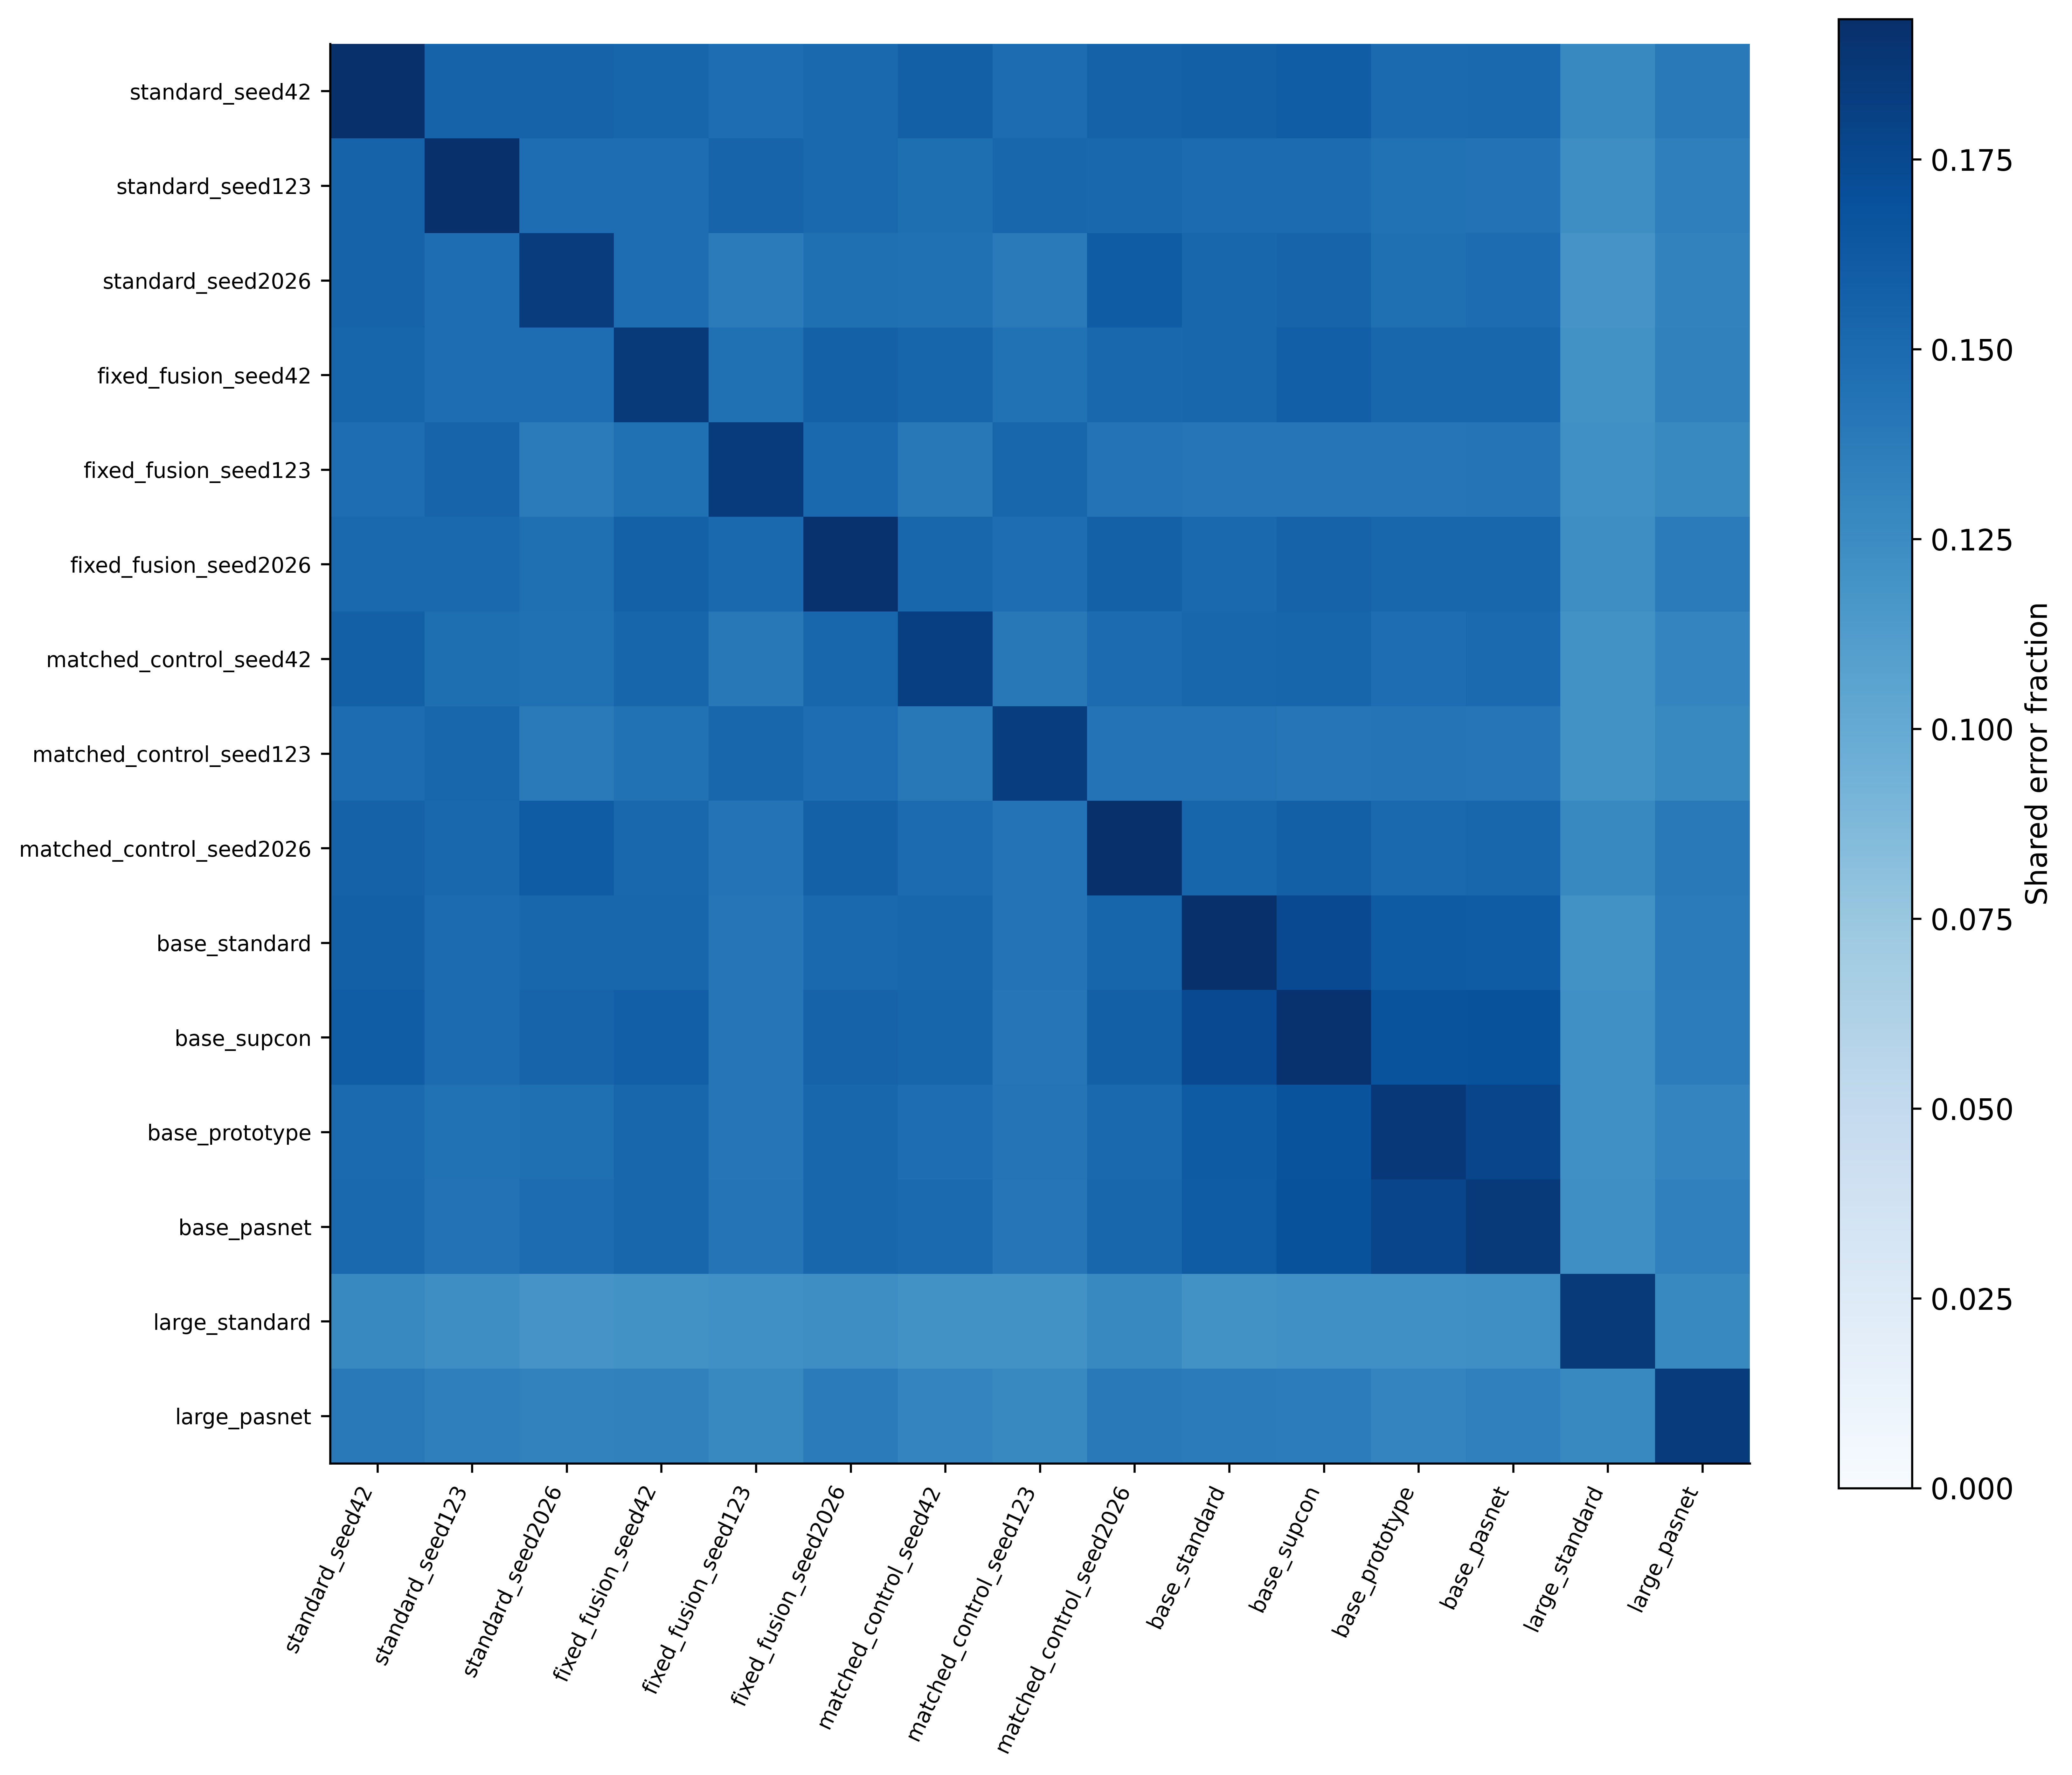 standard_seed42
standard_seed123
standard_seed2026
fixed_fusion_seed42
fixed_fusion_seed123
fixed_fusion_seed2026
matched_control_seed42
matched_control_seed123
matched_control_seed2026
base_standard
base_supcon
base_prototype
base_pasnet
large_standard
large_pasnet
standard_seed42
standard_seed123
standard_seed2026
fixed_fusion_seed42
fixed_fusion_seed123
fixed_fusion_seed2026
matched_control_seed42
matched_control_seed123
matched_control_seed2026
base_standard
base_supcon
base_prototype
base_pasnet
large_standard
large_pasnet
0.175
0.150
0.125
0.100
0.075
0.050
0.025
0.000
Shared error fraction